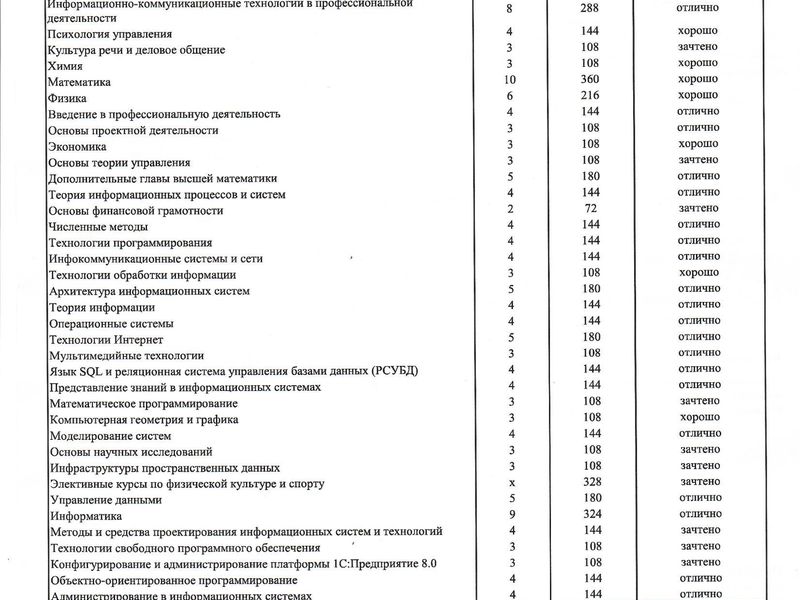 Информационно-коммуникационные технологии в профессиональной 8 288 отлично
деятельности
Психология управления 4 144 хорошо
Культура речи и деловое общение 3 108 зачтено
Химия 3 108 хорошо
Математика 10 360 хорошо
Физика 6 216 хорошо
Введение в профессиональную деятельность 4 144 отлично
Основы проектной деятельности 3 108 отлично
Экономика 3 108 хорошо
Основы теории управления 3 108 зачтено
Дополнительные главы высшей математики 5 180 отлично
Теория информационных процессов и систем 4 144 отлично
Основы финансовой грамотности 2 72 зачтено
Численные методы 4 144 отлично
Технологии программирования 4 144 отлично
Инфокоммуникационные системы и сети 4 144 отлично
Технологии обработки информации 3 108 хорошо
Архитектура информационных систем 5 180 отлично
Теория информации 4 144 отлично
Операционные системы 4 144 отлично
Технологии Интернет 5 180 отлично
Мультимедийные технологии 3 108 отлично
Язык SQL и реляционная система управления базами данных (РСУБД) 4 144 отлично
Представление знаний в информационных системах 4 144 отлично
Математическое программирование 3 108 зачтено
Компьютерная геометрия и графика 3 108 хорошо
Моделирование систем 4 144 отлично
Основы научных исследований 3 108 зачтено
Инфраструктуры пространственных данных 3 108 зачтено
Элективные курсы по физической культуре и спорту х 328 зачтено
Управление данными 5 180 отлично
Информатика 9 324 отлично
Методы и средства проектирования информационных систем и технологий 4 144 зачтено
Технологии свободного программного обеспечения 3 108 зачтено
Конфигурирование и администрирование платформы 1С:Предприятие 8.0 3 108 зачтено
Объектно-ориентированное программирование 4 144 отлично
Администрирование в информационных системах 4 144 отлично